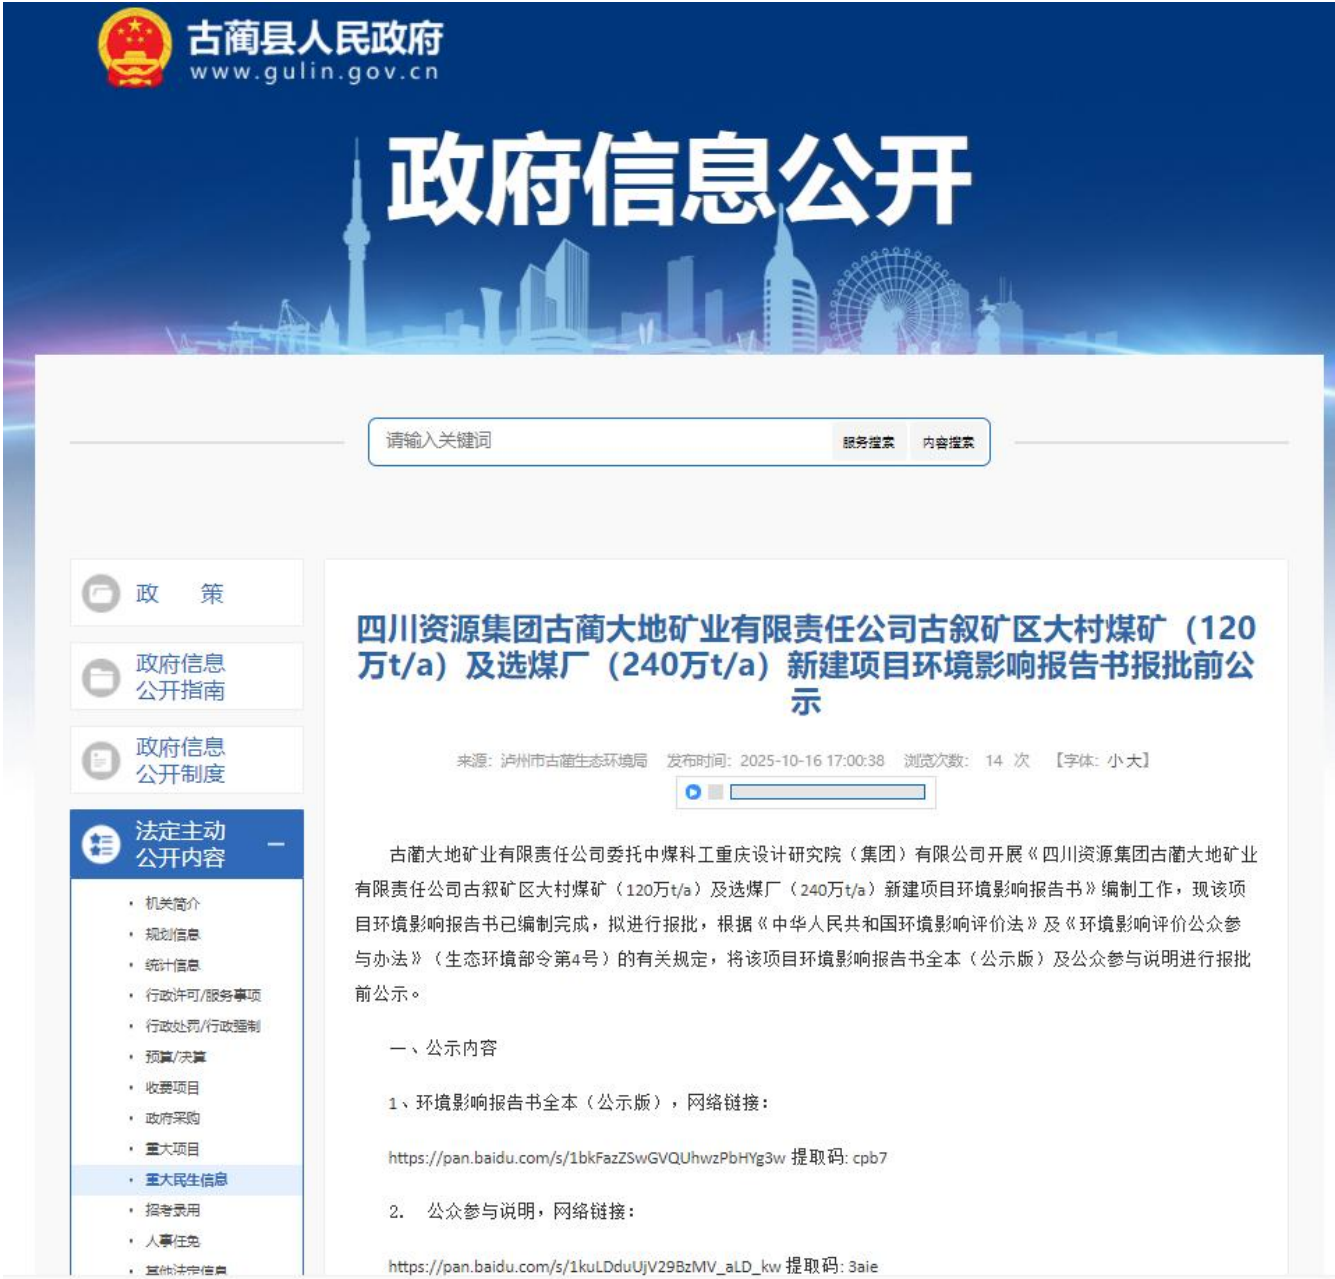 古蔺县人民政府
www.gulin.gov.cn
政府信息公开
请输入关键词
服务搜索 内容搜索
政 策
政府信息
公开指南
政府信息
公开制度
法定主动
公开内容
· 机关简介
· 规划信息
· 统计信息
· 行政许可/服务事项
· 行政处罚/行政强制
· 预算/决算
· 收费项目
· 政府采购
· 重大项目
· 重大民生信息
· 招考录用
· 人事任免
· 其他法定信息
四川资源集团古蔺大地矿业有限责任公司古叙矿区大村煤矿（120
万t/a）及选煤厂（240万t/a）新建项目环境影响报告书报批前公
示
来源：泸州市古蔺生态环境局 发布时间：2025-10-16 17:00:38 浏览次数： 14 次 【字体：小 大】
古蔺大地矿业有限责任公司委托中煤科工重庆设计研究院（集团）有限公司开展《四川资源集团古蔺大地矿业
有限责任公司古叙矿区大村煤矿（120万t/a）及选煤厂（240万t/a）新建项目环境影响报告书》编制工作，现该项
目环境影响报告书已编制完成，拟进行报批，根据《中华人民共和国环境影响评价法》及《环境影响评价公众参
与办法》（生态环境部令第4号）的有关规定，将该项目环境影响报告书全本（公示版）及公众参与说明进行报批
前公示。
一、公示内容
1、环境影响报告书全本（公示版），网络链接：
https://pan.baidu.com/s/1bkFazZSwGVQUhwzPbHYg3w 提取码: cpb7
2. 公众参与说明，网络链接：
https://pan.baidu.com/s/1kuLDduUjV29BzMV_aLD_kw 提取码: 3aie